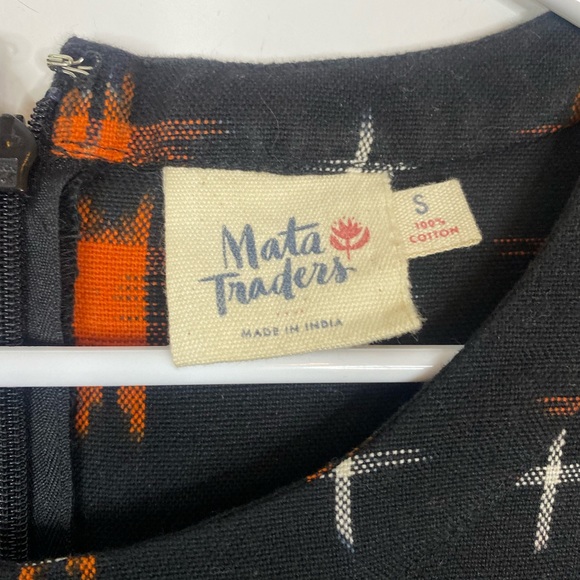 Mata
Traders
MADE IN INDIA
S
100%
COTTON